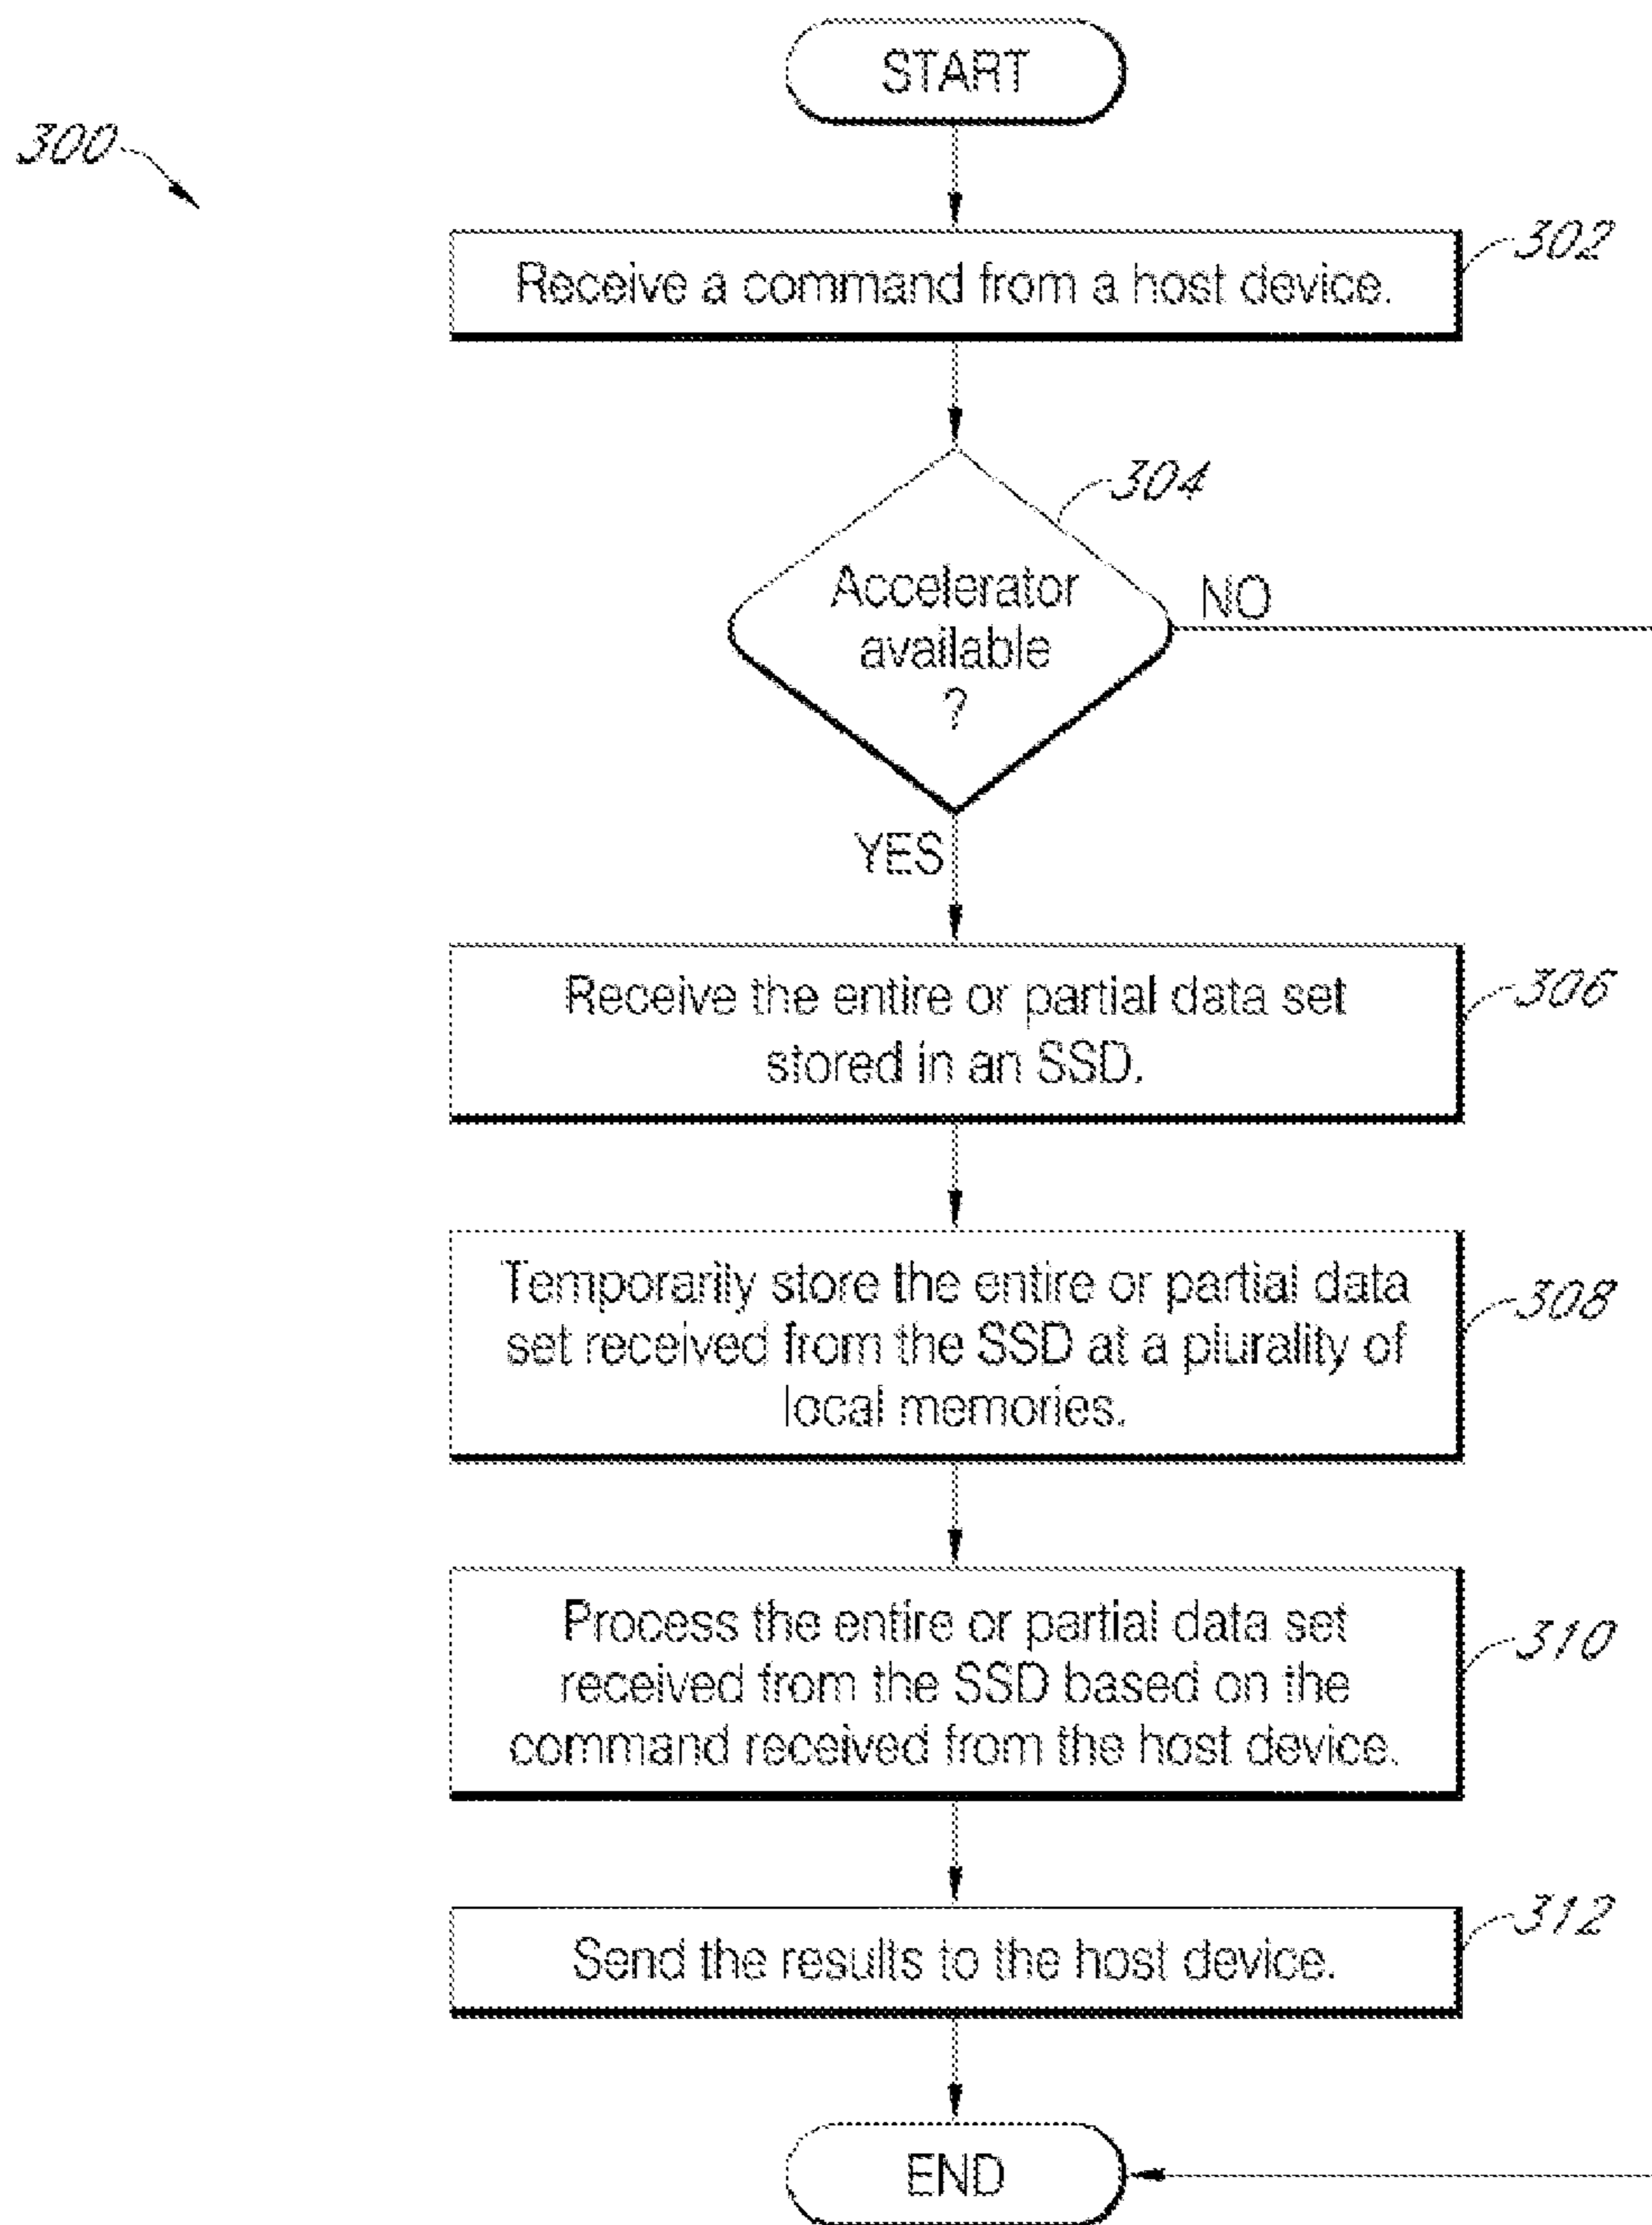 START
300
302
Receive a command from a host device.
304
Accelerator
available
?
NO
YES
306
Receive the entire or partial data set
stored in an SSD.
308
Temporarily store the entire or partial data
set received from the SSD at a plurality of
local memories.
310
Process the entire or partial data set
received from the SSD based on the
command received from the host device.
312
Send the results to the host device.
END